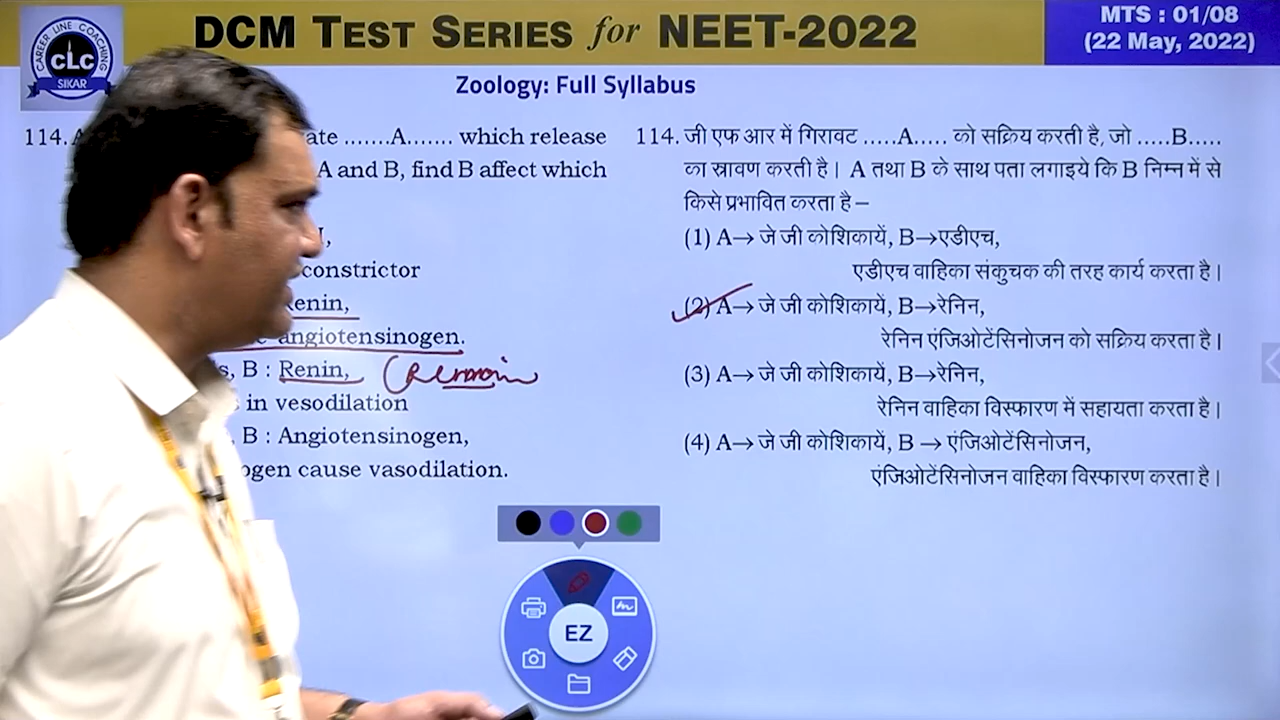 DCM TEST SERIES for NEET-2022
MTS : 01/08
(22 May, 2022)
CAREER LINE COACHING
CLC
SIKAR
Zoology: Full Syllabus
114.
.......A....... which release
A and B, find B affect which
constrictor
Renin,
angiotensinogen.
B : Renin,
in vesodilation
B : Angiotensinogen,
cause vasodilation.
114. जी एफ आर में गिरावट .....A..... को सक्रिय करती है, जो .....B.....
का स्रावण करती है। A तथा B के साथ पता लगाइये कि B निम्न में से
किसे प्रभावित करता है–
(1) A→ जे जी कोशिकायें, B→एडीएच,
एडीएच वाहिका संकुचक की तरह कार्य करता है।
(2) A→ जे जी कोशिकायें, B→रेनिन,
रेनिन एंजिओटेंसिनोजन को सक्रिय करता है।
(3) A→ जे जी कोशिकायें, B→रेनिन,
रेनिन वाहिका विस्फारण में सहायता करता है।
(4) A→ जे जी कोशिकायें, B → एंजिओटेंसिनोजन,
एंजिओटेंसिनोजन वाहिका विस्फारण करता है।
EZ